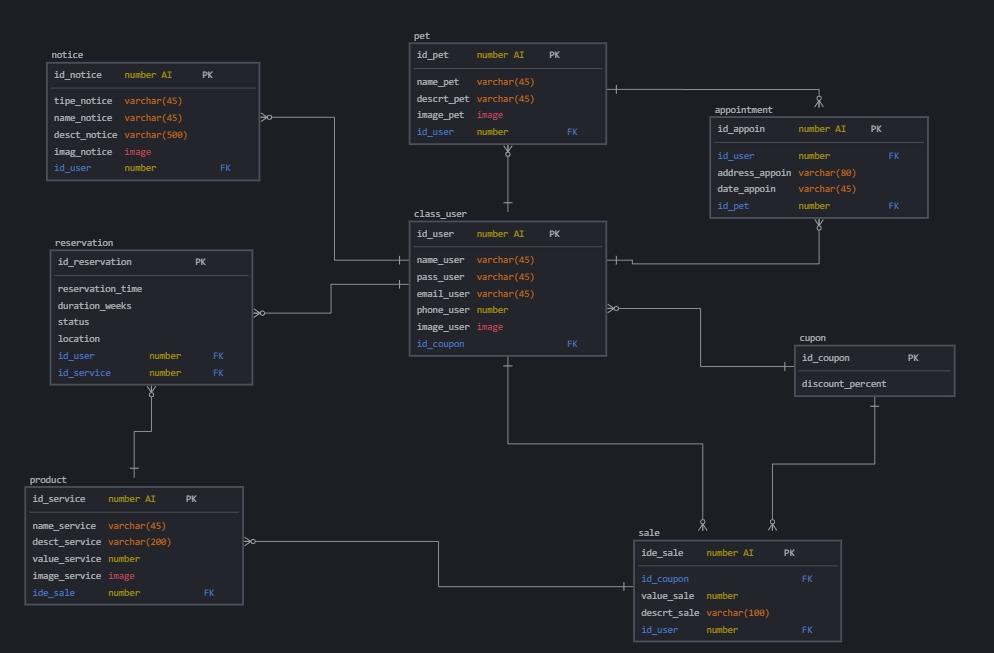 notice
id_notice number AI PK
tipe_notice varchar(45)
name_notice varchar(45)
desct_notice varchar(500)
imag_notice image
id_user number FK
pet
id_pet number AI PK
name_pet varchar(45)
descrt_pet varchar(45)
image_pet image
id_user number FK
appointment
id_appoin number AI PK
id_user number FK
address_appoin varchar(80)
date_appoin varchar(45)
id_pet number FK
class_user
id_user number AI PK
name_user varchar(45)
pass_user varchar(45)
email_user varchar(45)
phone_user number
image_user image
id_coupon FK
reservation
id_reservation PK
reservation_time
duration_weeks
status
location
id_user number FK
id_service number FK
cupon
id_coupon PK
discount_percent
product
id_service number AI PK
name_service varchar(45)
desct_service varchar(200)
value_service number
image_service image
ide_sale number FK
sale
ide_sale number AI PK
id_coupon FK
value_sale number
descrt_sale varchar(100)
id_user number FK